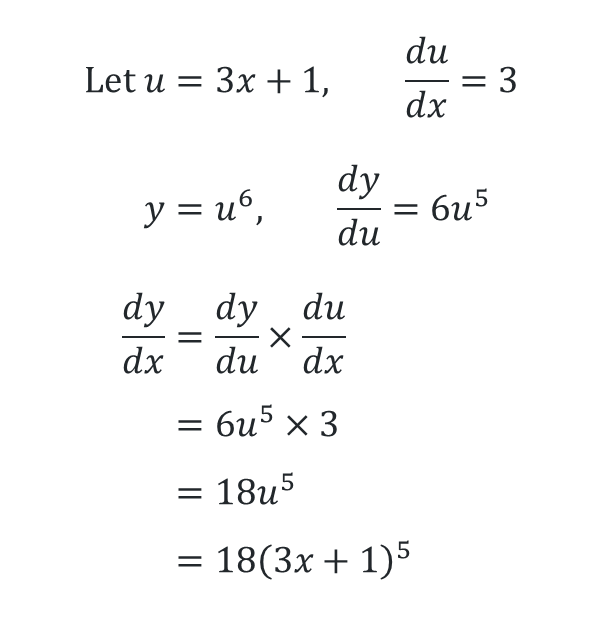 Let u = 3x + 1, du/dx = 3
y = u⁶, dy/du = 6u⁵
dy/dx = dy/du × du/dx
= 6u⁵ × 3
= 18u⁵
= 18(3x + 1)⁵